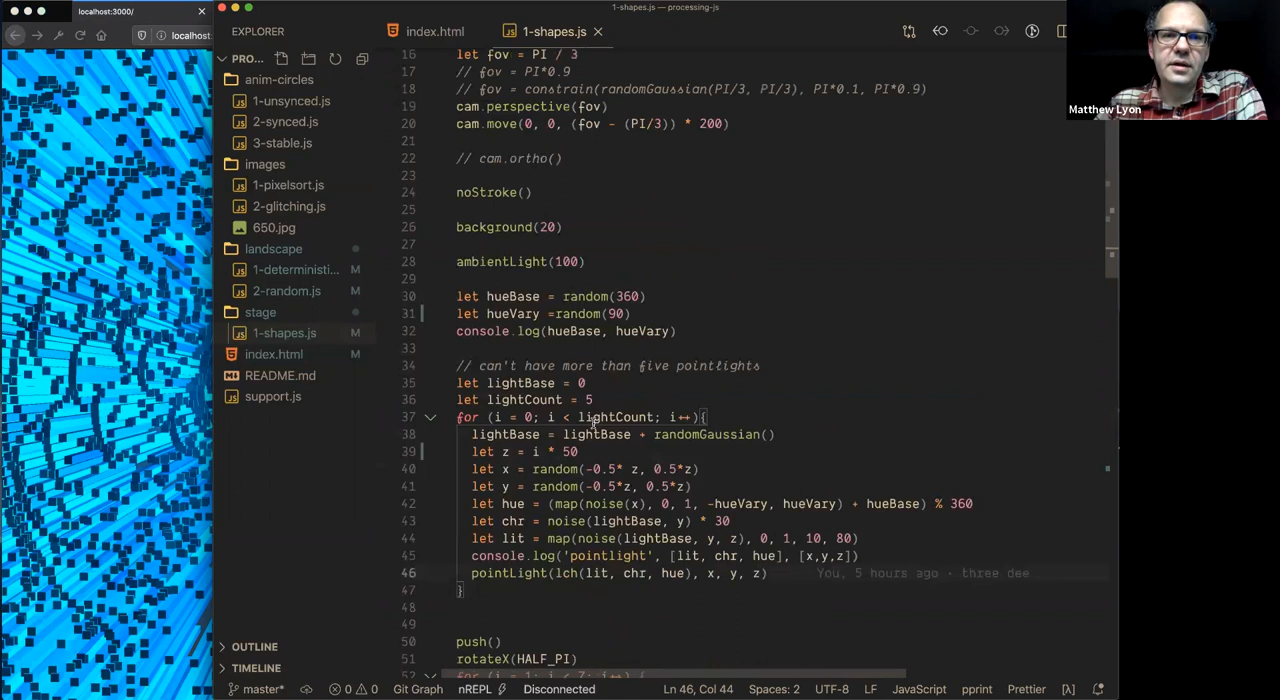 localhost:3000/
localhost
1-shapes.js — processing-js
EXPLORER
index.html
1-shapes.js
PRO...
anim-circles
1-unsynced.js
2-synced.js
3-stable.js
images
1-pixelsort.js
2-glitching.js
650.jpg
landscape
1-deterministi... M
2-random.js M
stage
1-shapes.js M
index.html M
README.md
support.js
OUTLINE
TIMELINE
16 let fov = PI / 3
17 // fov = PI*0.9
18 // fov = constrain(randomGaussian(PI/3, PI/3), PI*0.1, PI*0.9)
19 cam.perspective(fov)
20 cam.move(0, 0, (fov - (PI/3)) * 200)
21
22 // cam.ortho()
23
24 noStroke()
25
26 background(20)
27
28 ambientLight(100)
29
30 let hueBase = random(360)
31 let hueVary =random(90)
32 console.log(hueBase, hueVary)
33
34 // can't have more than five pointlights
35 let lightBase = 0
36 let lightCount = 5
37 for (i = 0; i < lightCount; i++){
38 lightBase = lightBase + randomGaussian()
39 let z = i * 50
40 let x = random(-0.5* z, 0.5*z)
41 let y = random(-0.5*z, 0.5*z)
42 let hue = (map(noise(x), 0, 1, -hueVary, hueVary) + hueBase) % 360
43 let chr = noise(lightBase, y) * 30
44 let lit = map(noise(lightBase, y, z), 0, 1, 10, 80)
45 console.log('pointlight', [lit, chr, hue], [x,y,z])
46 pointLight(lch(lit, chr, hue), x, y, z) You, 5 hours ago · three dee
47 }
48
49
50 push()
51 rotateX(HALF_PI)
52 for (i = 1; i < Z; i++) {
Matthew Lyon
master* 0 0 Git Graph nREPL Disconnected Ln 46, Col 44 Spaces: 2 UTF-8 LF JavaScript pprint Prettier [λ]